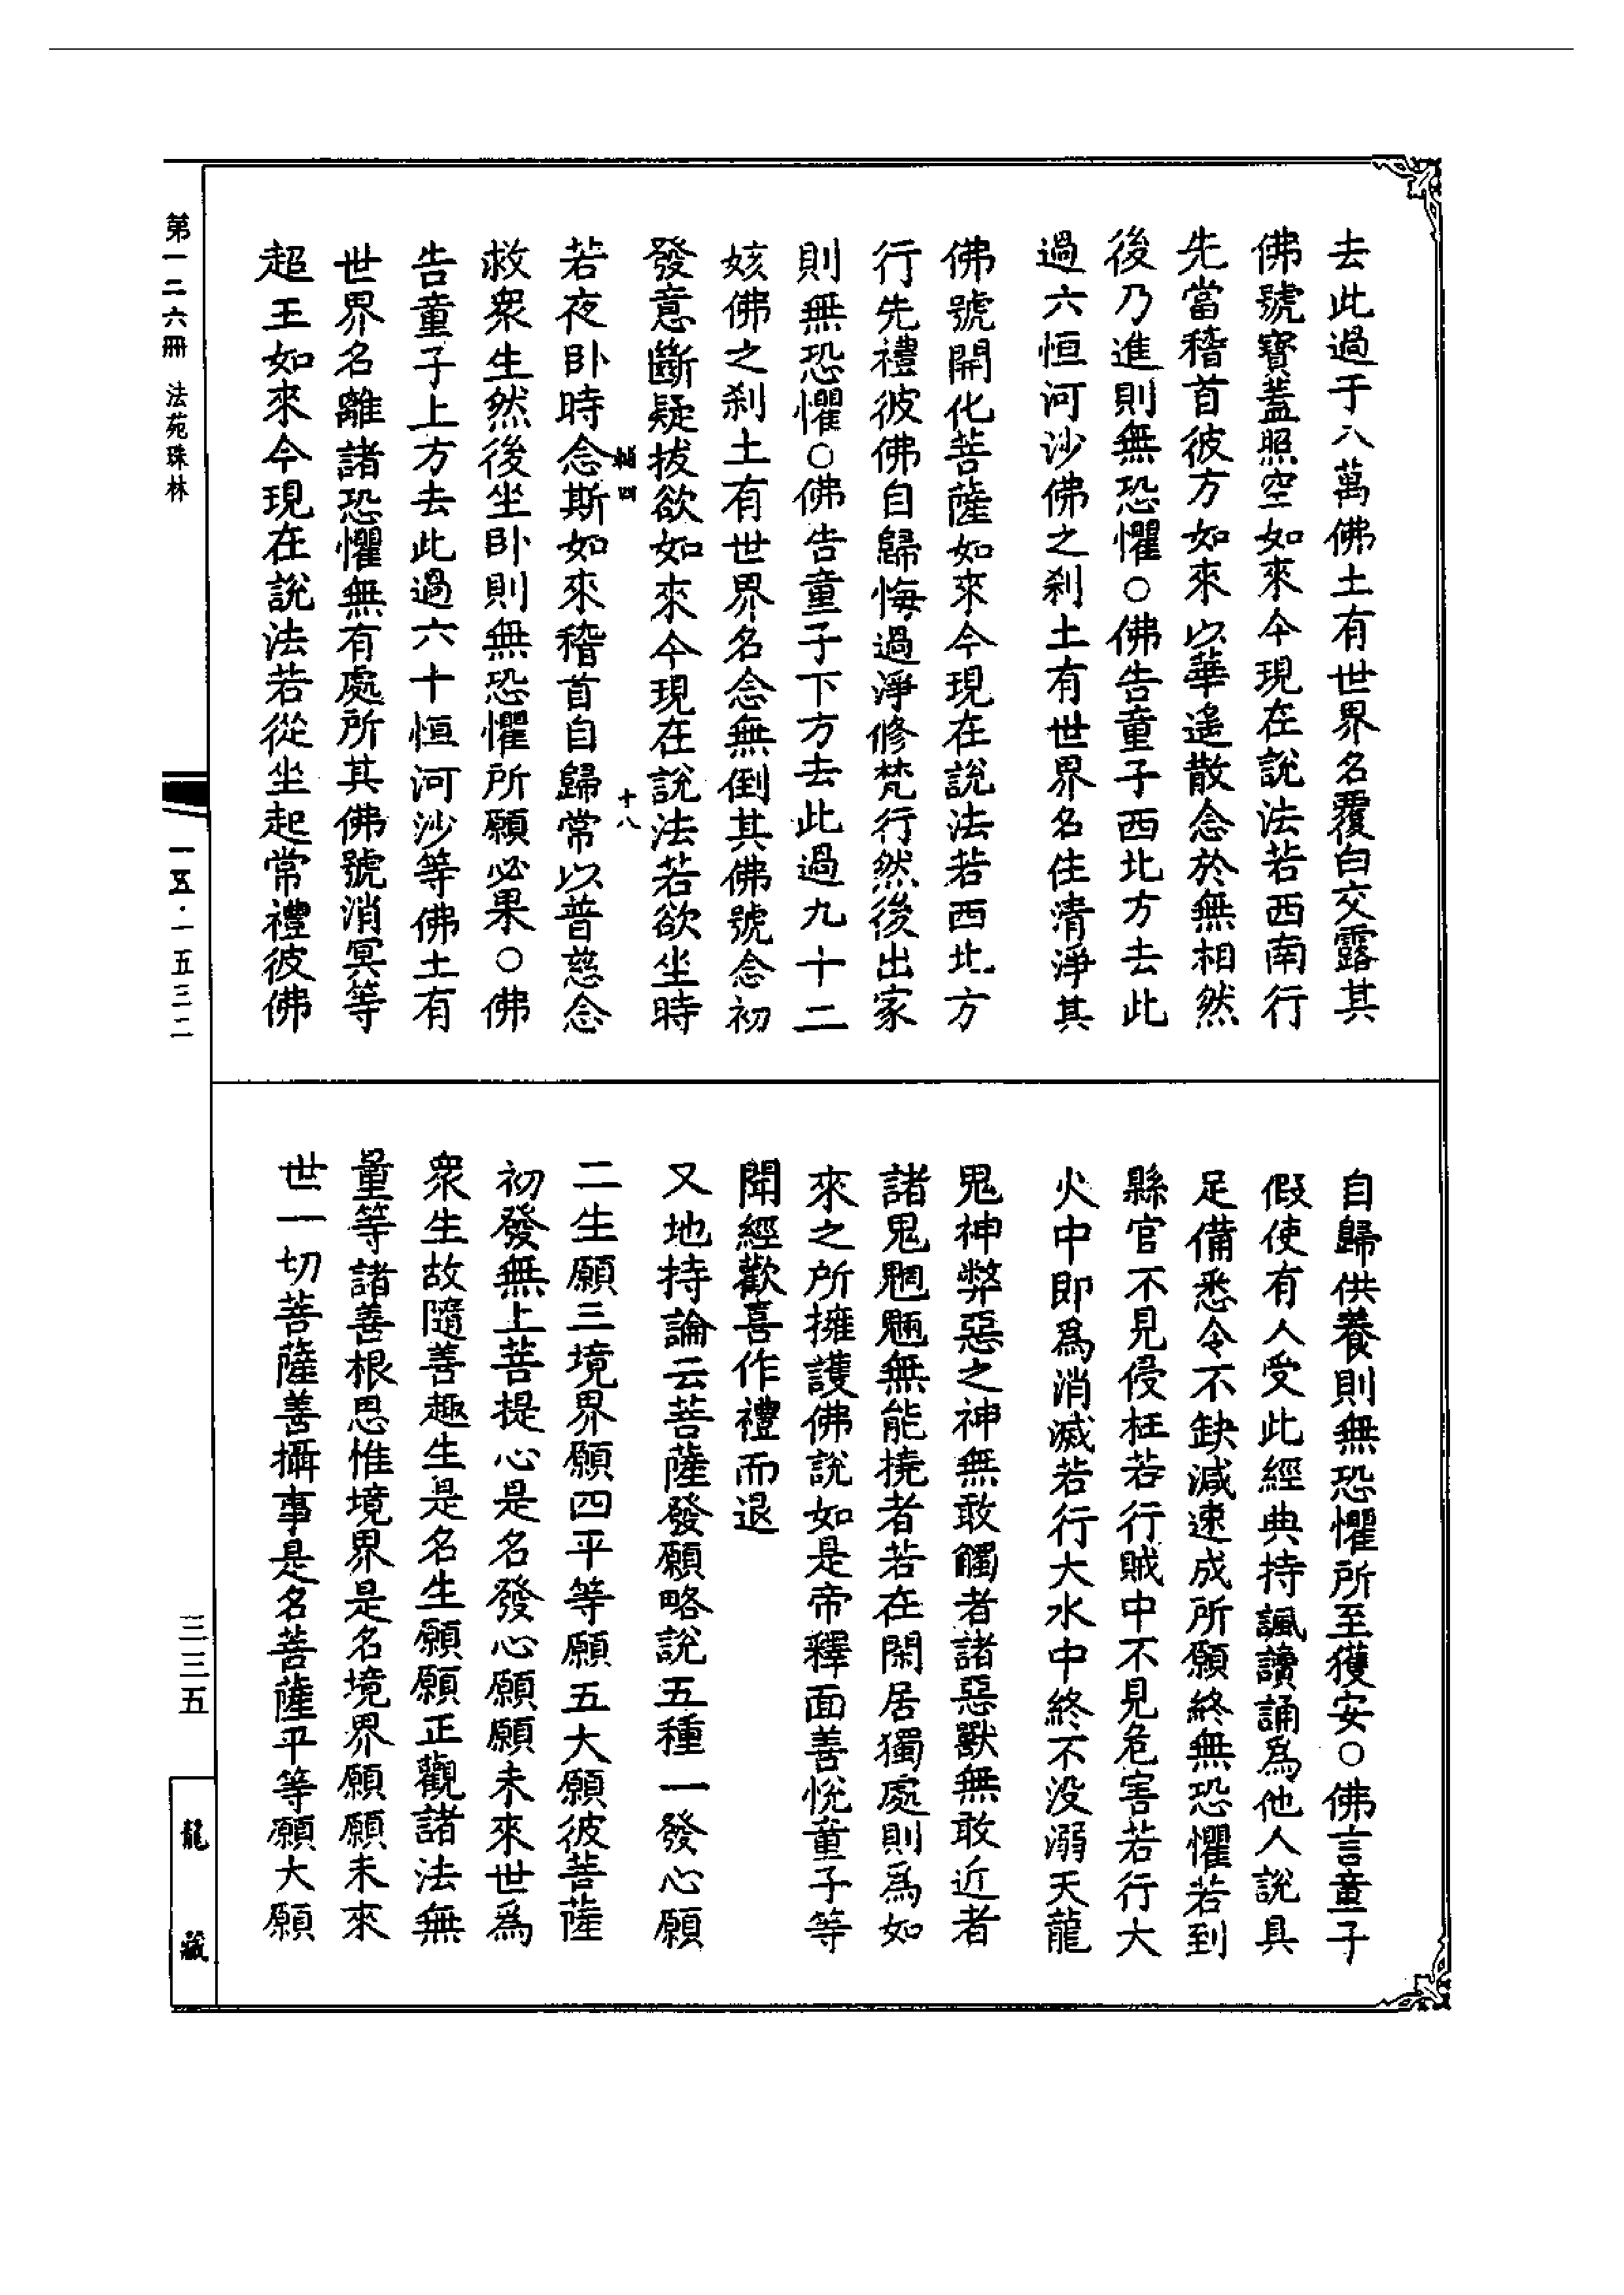 去此過于八萬佛土有世界名覆白交露其
佛號寶蓋照空如來今現在說法若西南行
先當稽首彼方如來以華遙散念於無相然
後乃進則無恐懼○佛告童子西北方去此
過六恒河沙佛之刹土有世界名住清淨其
佛號開化菩薩如來今現在說法若西北方
行先禮彼佛自歸悔過淨修梵行然後出家
則無恐懼○佛告童子下方去此過九十二
姟佛之刹土有世界名念無倒其佛號念初
發意斷疑拔欲如來今現在說法若欲坐時
輔四 十八
若夜卧時念斯如來稽首自歸常以普慈念
救衆生然後坐卧則無恐懼所願必果○佛
告童子上方去此過六十恒河沙等佛土有
世界名離諸恐懼無有處所其佛號消冥等
超王如來今現在說法若從坐起常禮彼佛
自歸供養則無恐懼所至獲安○佛言童子
假使有人受此經典持諷讀誦爲他人說具
足備悉令不缺減速成所願終無恐懼若到
縣官不見侵枉若行賊中不見危害若行大
火中即爲消滅若行大水中終不没溺天龍
鬼神弊惡之神無敢觸者諸惡獸無敢近者
諸鬼魍魎無能撓者若在閑居獨處則爲如
來之所擁護佛說如是帝釋面善悅童子等
聞經歡喜作禮而退
又地持論云菩薩發願略說五種一發心願
二生願三境界願四平等願五大願彼菩薩
初發無上菩提心是名發心願願未來世爲
衆生故隨善趣生是名生願願正觀諸法無
量等諸善根思惟境界是名境界願願未來
世一切菩薩善攝事是名菩薩平等願大願
第一二六冊 法苑珠林
一五·一五三二
三三五
龍藏